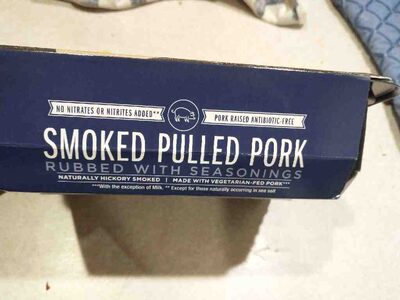 NO NITRATES OR NITRITES ADDED**
PORK RAISED ANTIBIOTIC-FREE
SMOKED PULLED PORK
RUBBED WITH SEASONINGS
NATURALLY HICKORY SMOKED | MADE WITH VEGETARIAN-FED PORK***
***With the exception of Milk. ** Except for those naturally occurring in sea salt